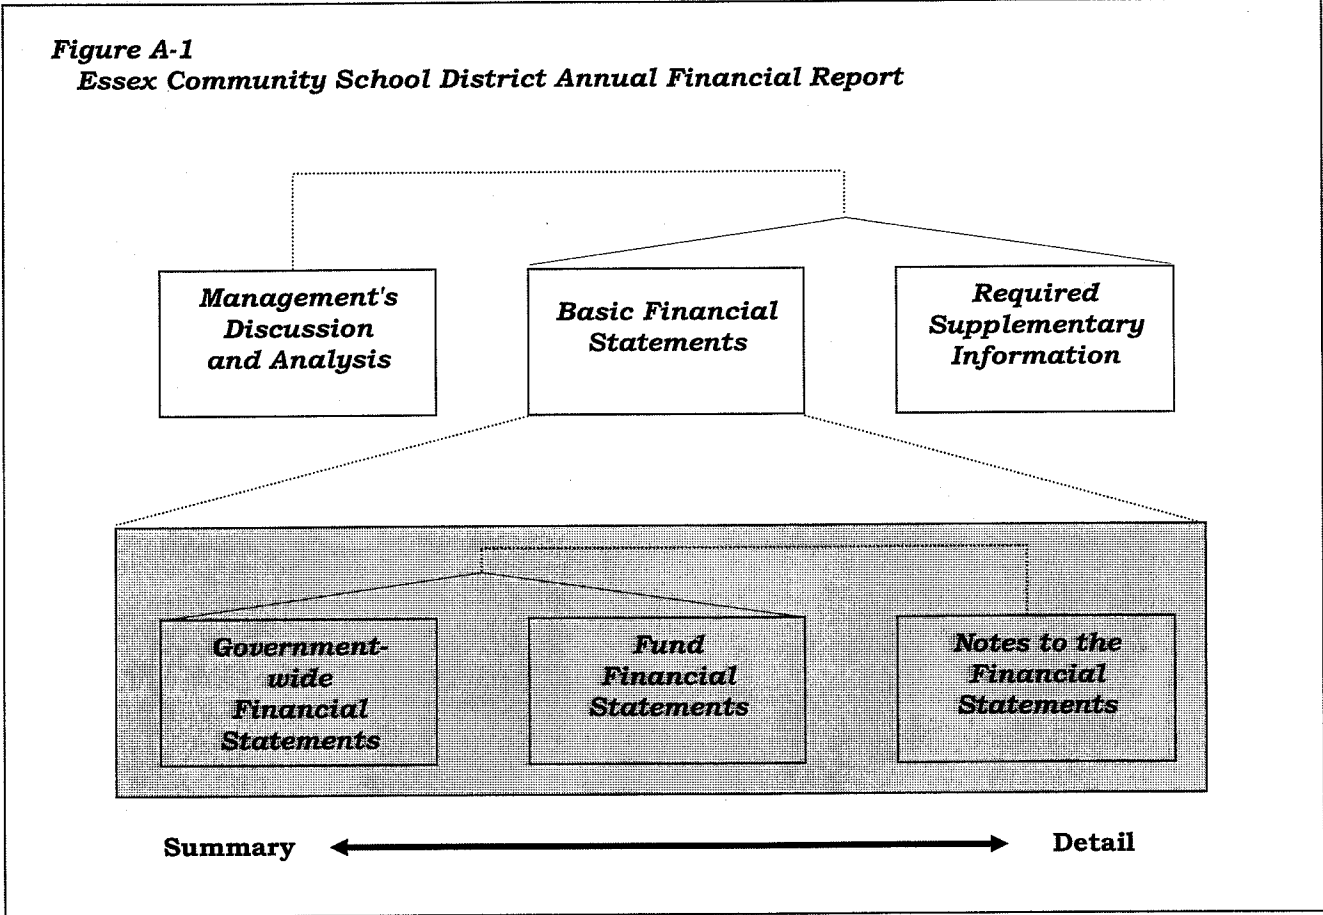 Figure A-1
Essex Community School District Annual Financial Report
Management's
Discussion
and Analysis
Basic Financial
Statements
Required
Supplementary
Information
Government-
wide
Financial
Statements
Fund
Financial
Statements
Notes to the
Financial
Statements
Summary
Detail